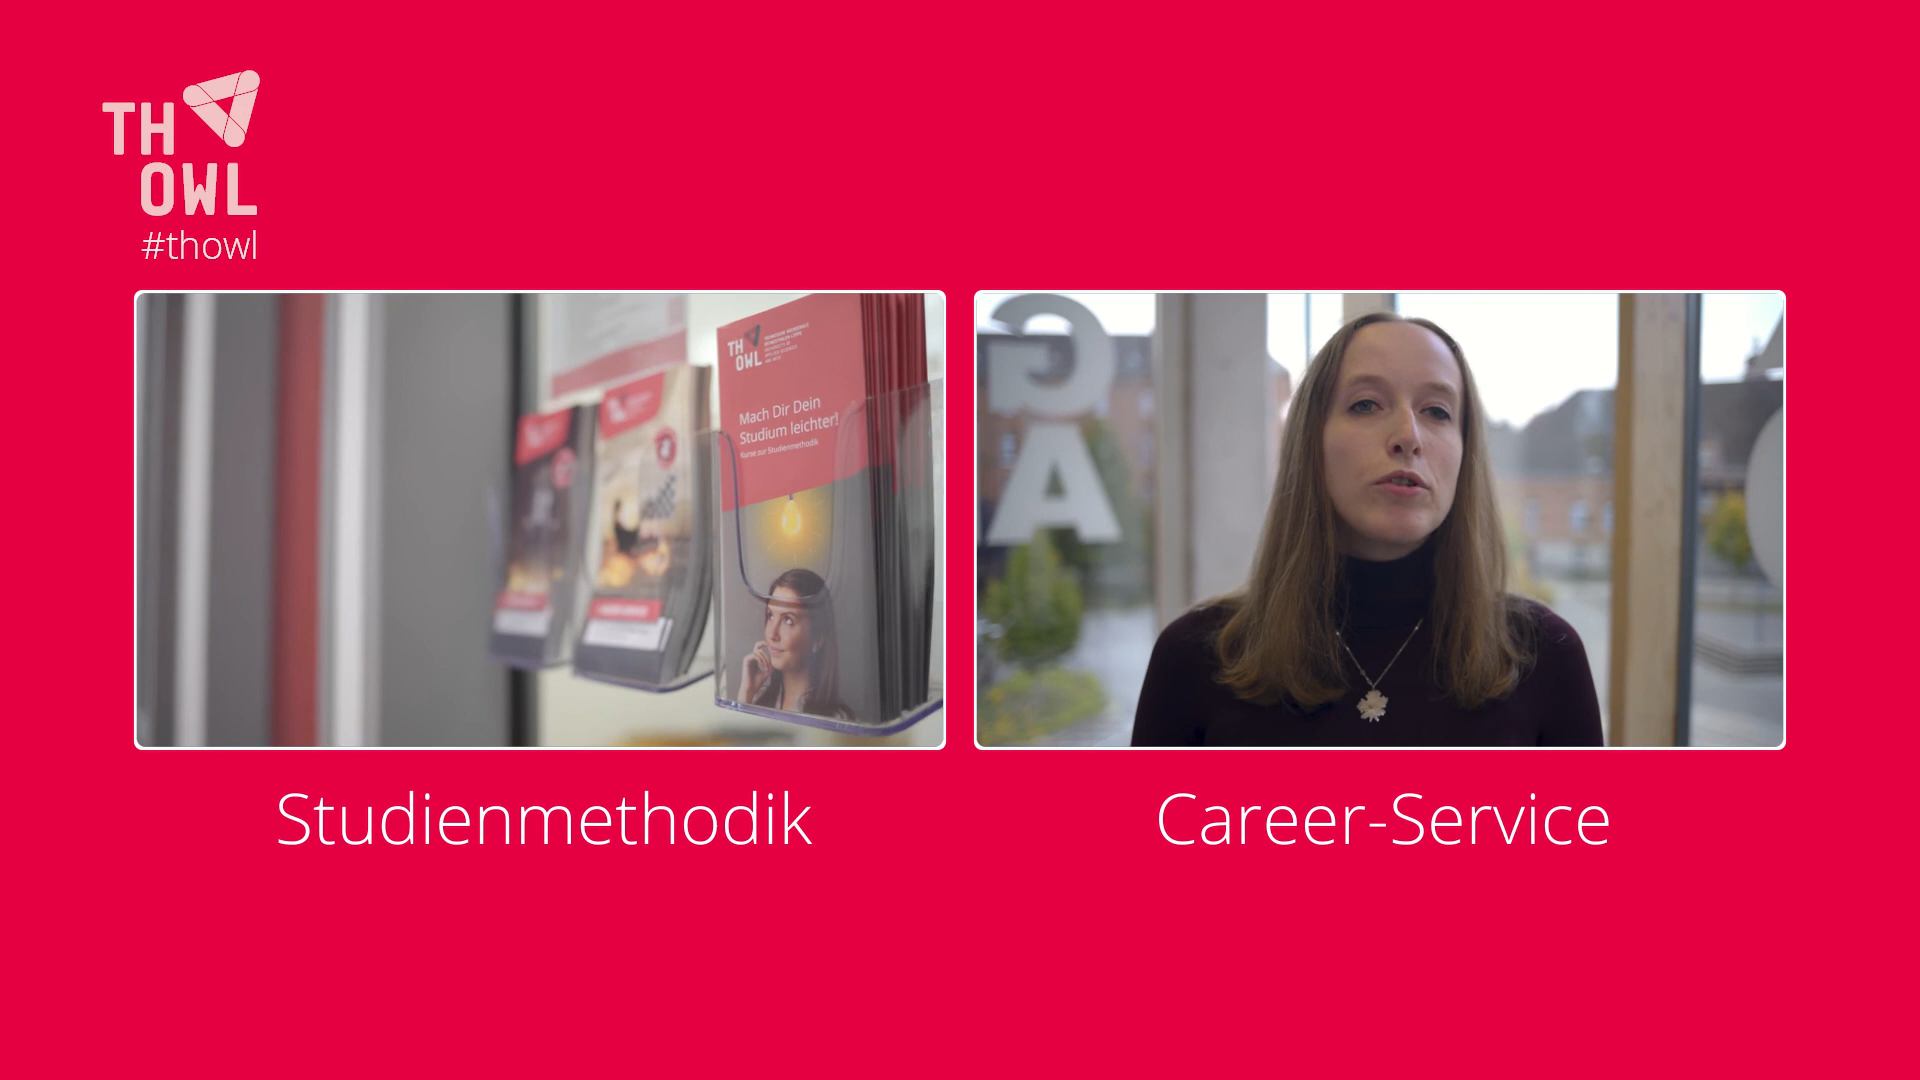 TH
OWL
#thowl
TH
OWL
Mach Dir Dein
Studium leichter!
Kurse zur Studienmethodik
G
A
Studienmethodik
Career-Service